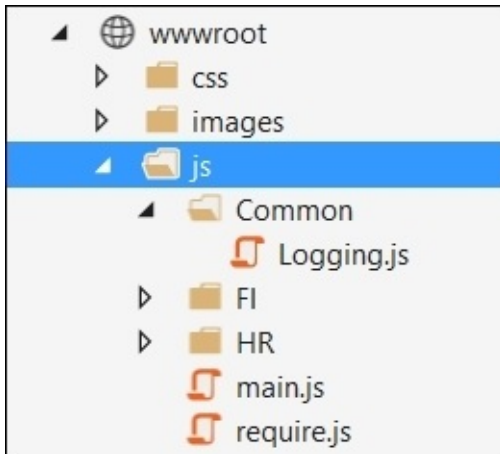 wwwroot
css
images
js
Common
Logging.js
FI
HR
main.js
require.js